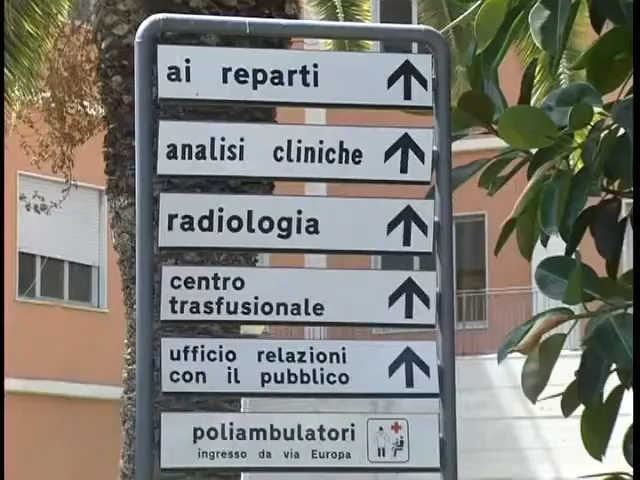 ai reparti
analisi cliniche
radiologia
centro
trasfusionale
ufficio relazioni
con il pubblico
poliambulatori
ingresso da via Europa